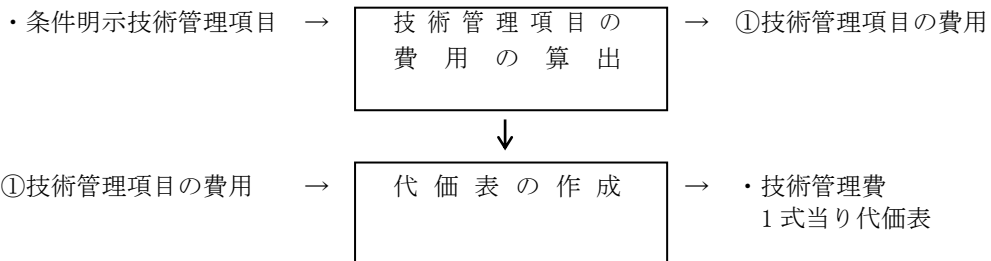 ・条件明示技術管理項目 → 技術管理項目の → ①技術管理項目の費用
費用の算出
↓
①技術管理項目の費用 → 代価表の作成 → ・技術管理費
1式当り代価表